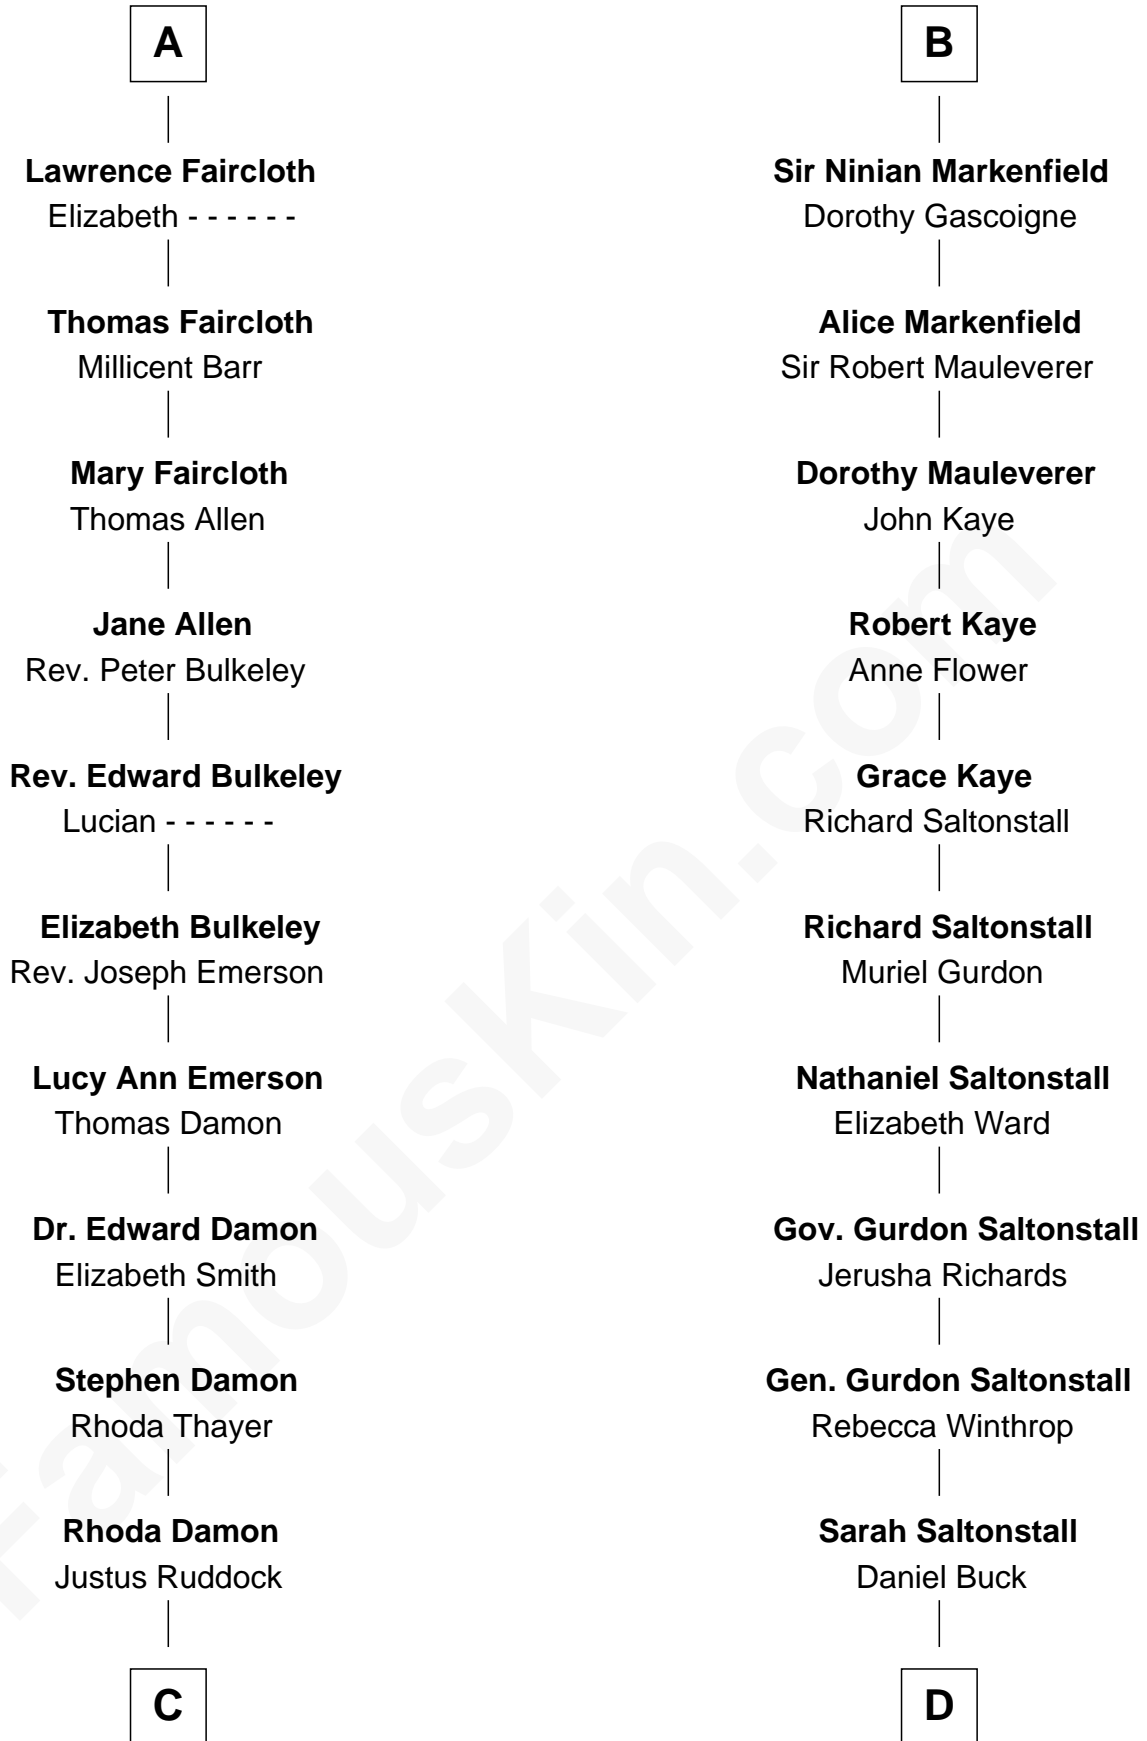 A
Lawrence Faircloth
Elizabeth - - - - - -
Thomas Faircloth
Millicent Barr
Mary Faircloth
Thomas Allen
Jane Allen
Rev. Peter Bulkeley
Rev. Edward Bulkeley
Lucian - - - - - -
Elizabeth Bulkeley
Rev. Joseph Emerson
Lucy Ann Emerson
Thomas Damon
Dr. Edward Damon
Elizabeth Smith
Stephen Damon
Rhoda Thayer
Rhoda Damon
Justus Ruddock
C
B
Sir Ninian Markenfield
Dorothy Gascoigne
Alice Markenfield
Sir Robert Mauleverer
Dorothy Mauleverer
John Kaye
Robert Kaye
Anne Flower
Grace Kaye
Richard Saltonstall
Richard Saltonstall
Muriel Gurdon
Nathaniel Saltonstall
Elizabeth Ward
Gov. Gurdon Saltonstall
Jerusha Richards
Gen. Gurdon Saltonstall
Rebecca Winthrop
Sarah Saltonstall
Daniel Buck
D
FamousKin.com